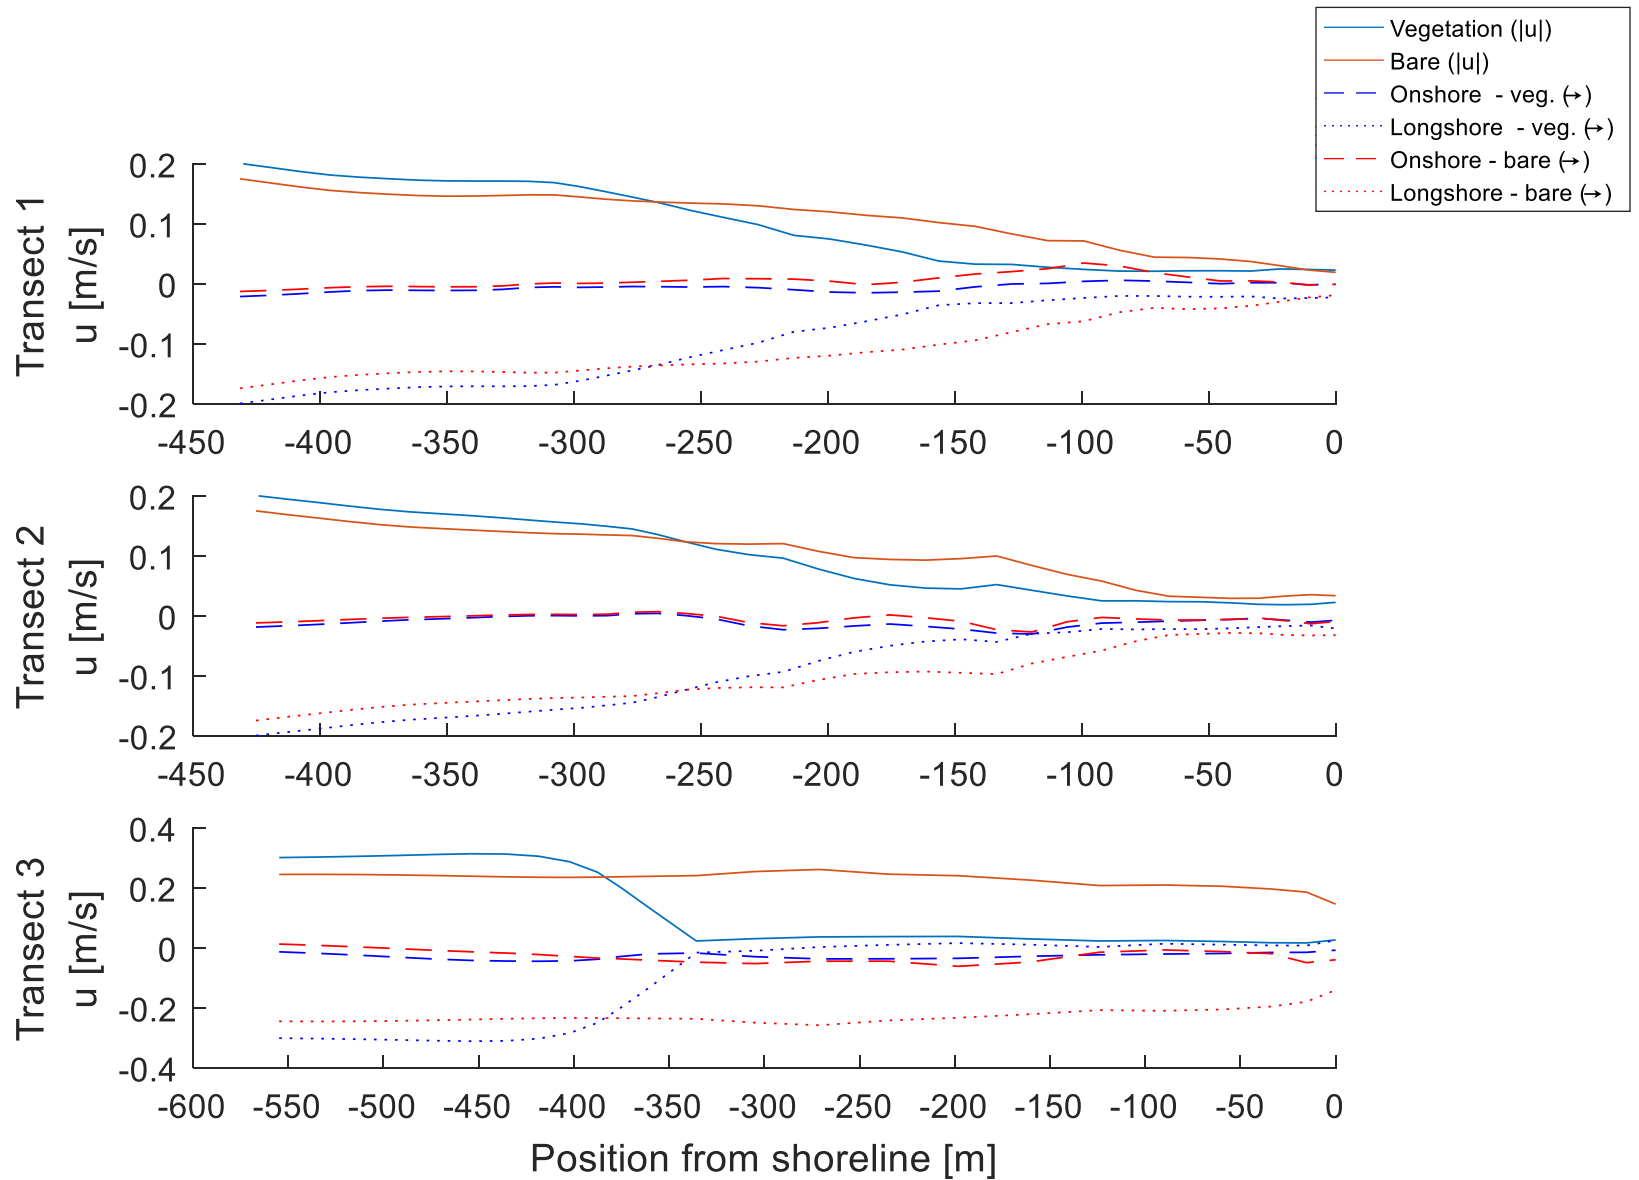 Vegetation (|u|)
Bare (|u|)
Onshore - veg. (→)
Longshore - veg. (→)
Onshore - bare (→)
Longshore - bare (→)
Transect 1
u [m/s]
0.2
0.1
0
-0.1
-0.2
-450 -400 -350 -300 -250 -200 -150 -100 -50 0
Transect 2
u [m/s]
0.2
0.1
0
-0.1
-0.2
-450 -400 -350 -300 -250 -200 -150 -100 -50 0
Transect 3
u [m/s]
0.4
0.2
0
-0.2
-0.4
-600 -550 -500 -450 -400 -350 -300 -250 -200 -150 -100 -50 0
Position from shoreline [m]